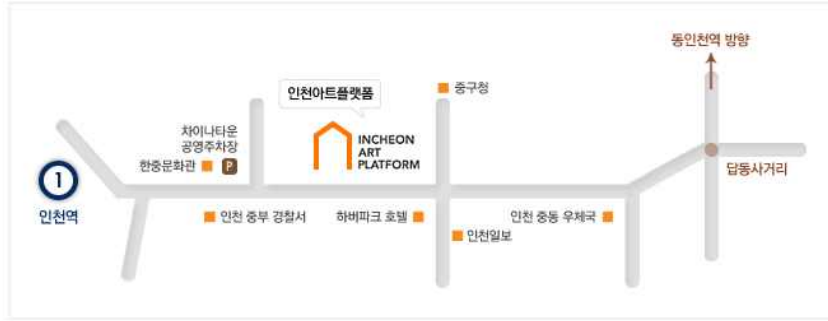 동인천역 방향
중구청
인천아트플랫폼
차이나타운
공영주차장
한중문화관
P
INCHEON
ART
PLATFORM
1
인천역
답동사거리
인천 중부 경찰서
하버파크 호텔
인천 중동 우체국
인천일보